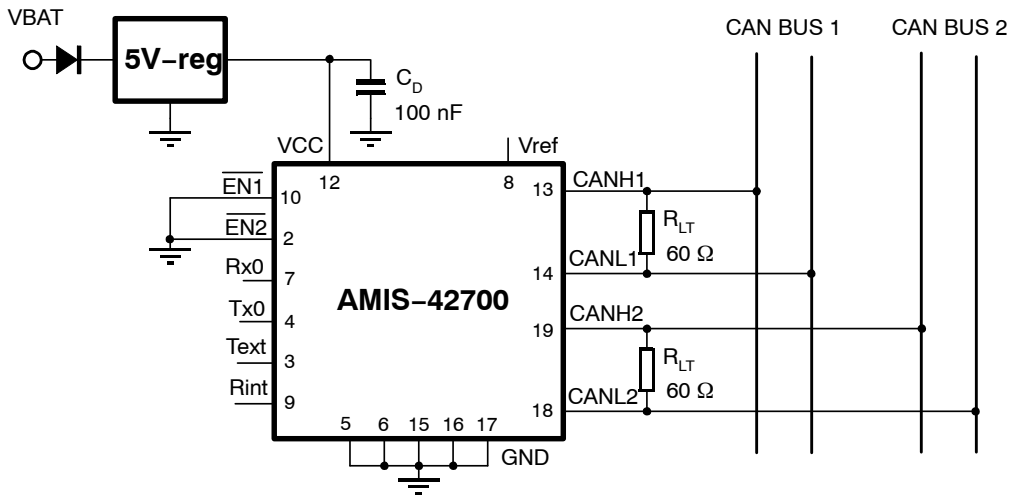 VBAT
CAN BUS 1
CAN BUS 2
5V−reg
C_D
100 nF
VCC
Vref
12
8
EN1
10
13
CANH1
EN2
2
R_LT
60 Ω
Rx0
7
14
CANL1
Tx0
4
AMIS−42700
19
CANH2
Text
3
R_LT
60 Ω
Rint
9
18
CANL2
5 6 15 16 17
GND